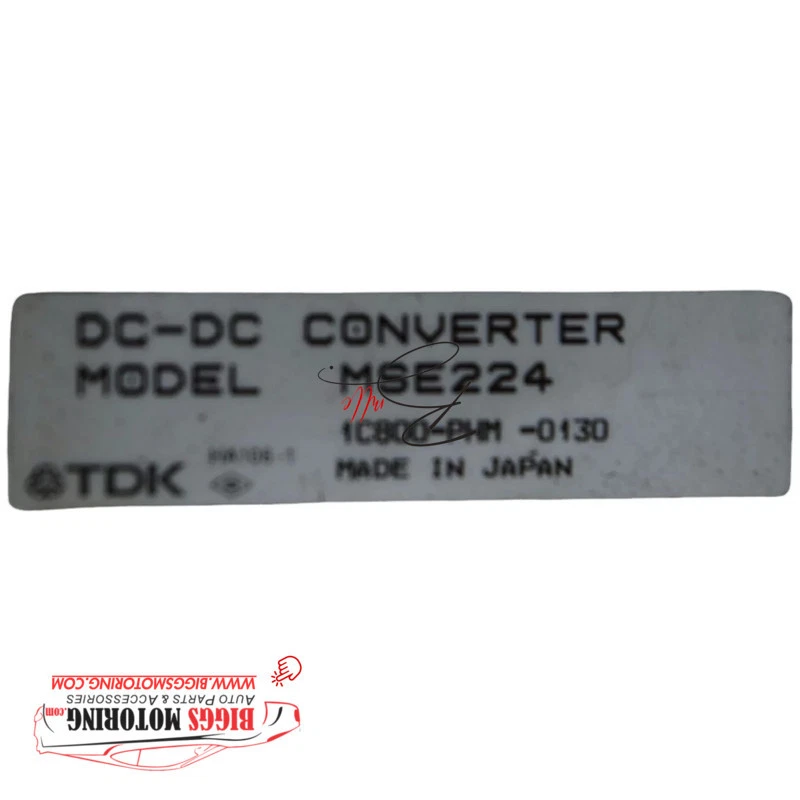 DC-DC CONVERTER
MODEL MSE224
1C800-PHM -0130
TDK MADE IN JAPAN
BIGGS MOTORING.com
AUTO PARTS & ACCESSORIES
WWW.BIGGSMOTORING.COM